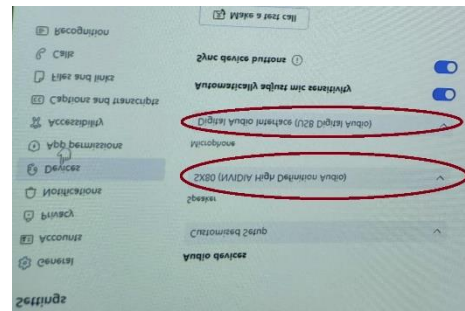 Settings
General
Accounts
Privacy
Notifications
Devices
App permissions
Accessibility
Captions and transcripts
Files and links
Calls
Recognition
Audio devices
Customised Setup
Speaker
SX80 (NVIDIA High Definition Audio)
Microphone
Digital Audio Interface (USB Digital Audio)
Automatically adjust mic sensitivity
Sync device buttons
Make a test call